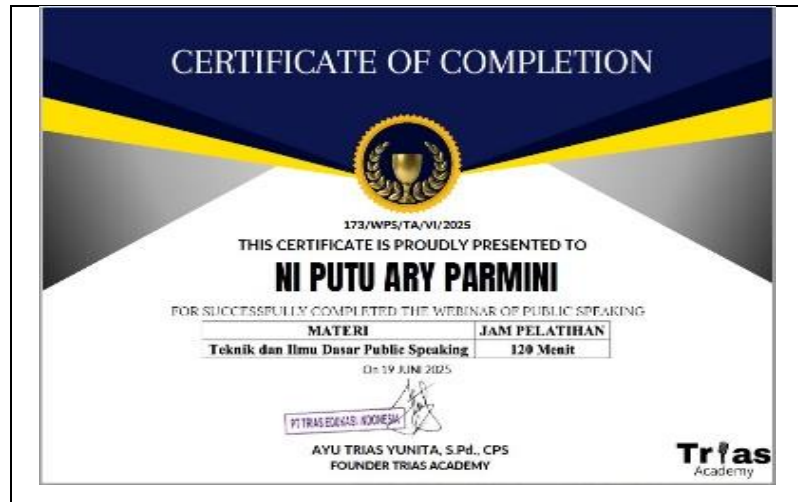 CERTIFICATE OF COMPLETION
173/WPS/TA/VI/2025
THIS CERTIFICATE IS PROUDLY PRESENTED TO
NI PUTU ARY PARMINI
FOR SUCCESSFULLY COMPLETED THE WEBINAR OF PUBLIC SPEAKING
MATERI JAM PELATIHAN
Teknik dan Ilmu Dasar Public Speaking 120 Menit
On 19 JUNI 2025
PT TRIAS EDUKASI INDONESIA
AYU TRIAS YUNITA, S.Pd., CPS
FOUNDER TRIAS ACADEMY
Trias
Academy